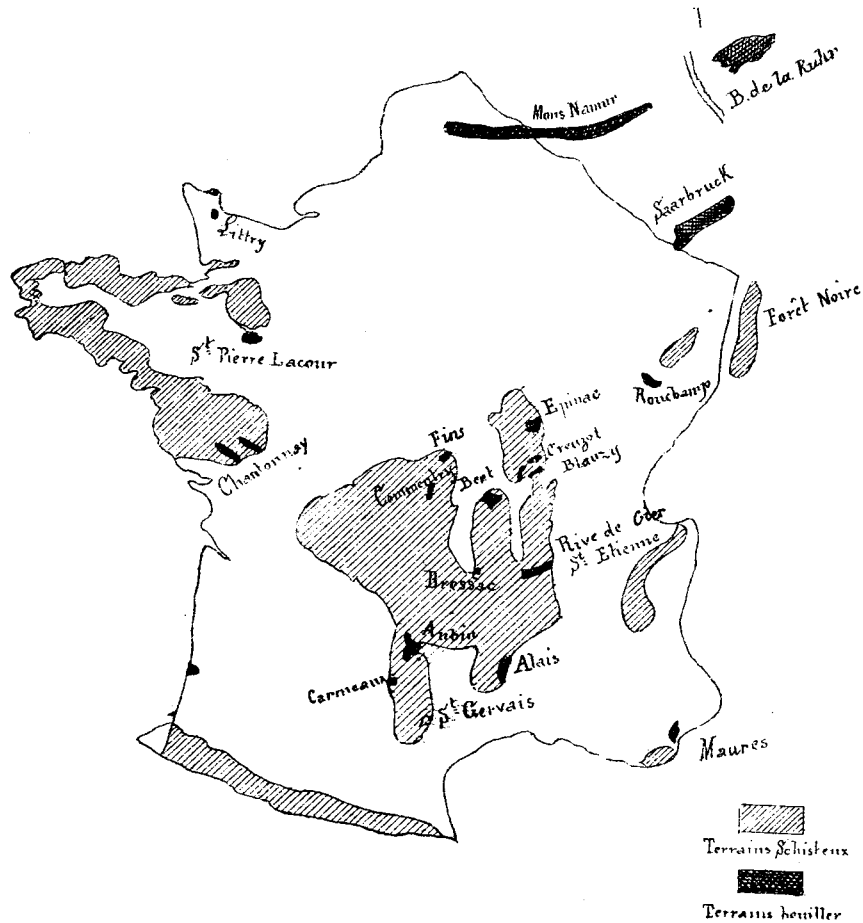 B. de la Ruhr
Mons Namur
Saarbruck
Littry
Forêt Noire
St Pierre Lacour
Ronchamp
Epinac
Fins
Creuzot
Blanzy
Chantonnay
Commentry
Bert
Rive de Gier
St Etienne
Bressac
Aubin
Alais
Carmeaux
St Gervais
Maures
Terrains Schisteux
Terrains houiller